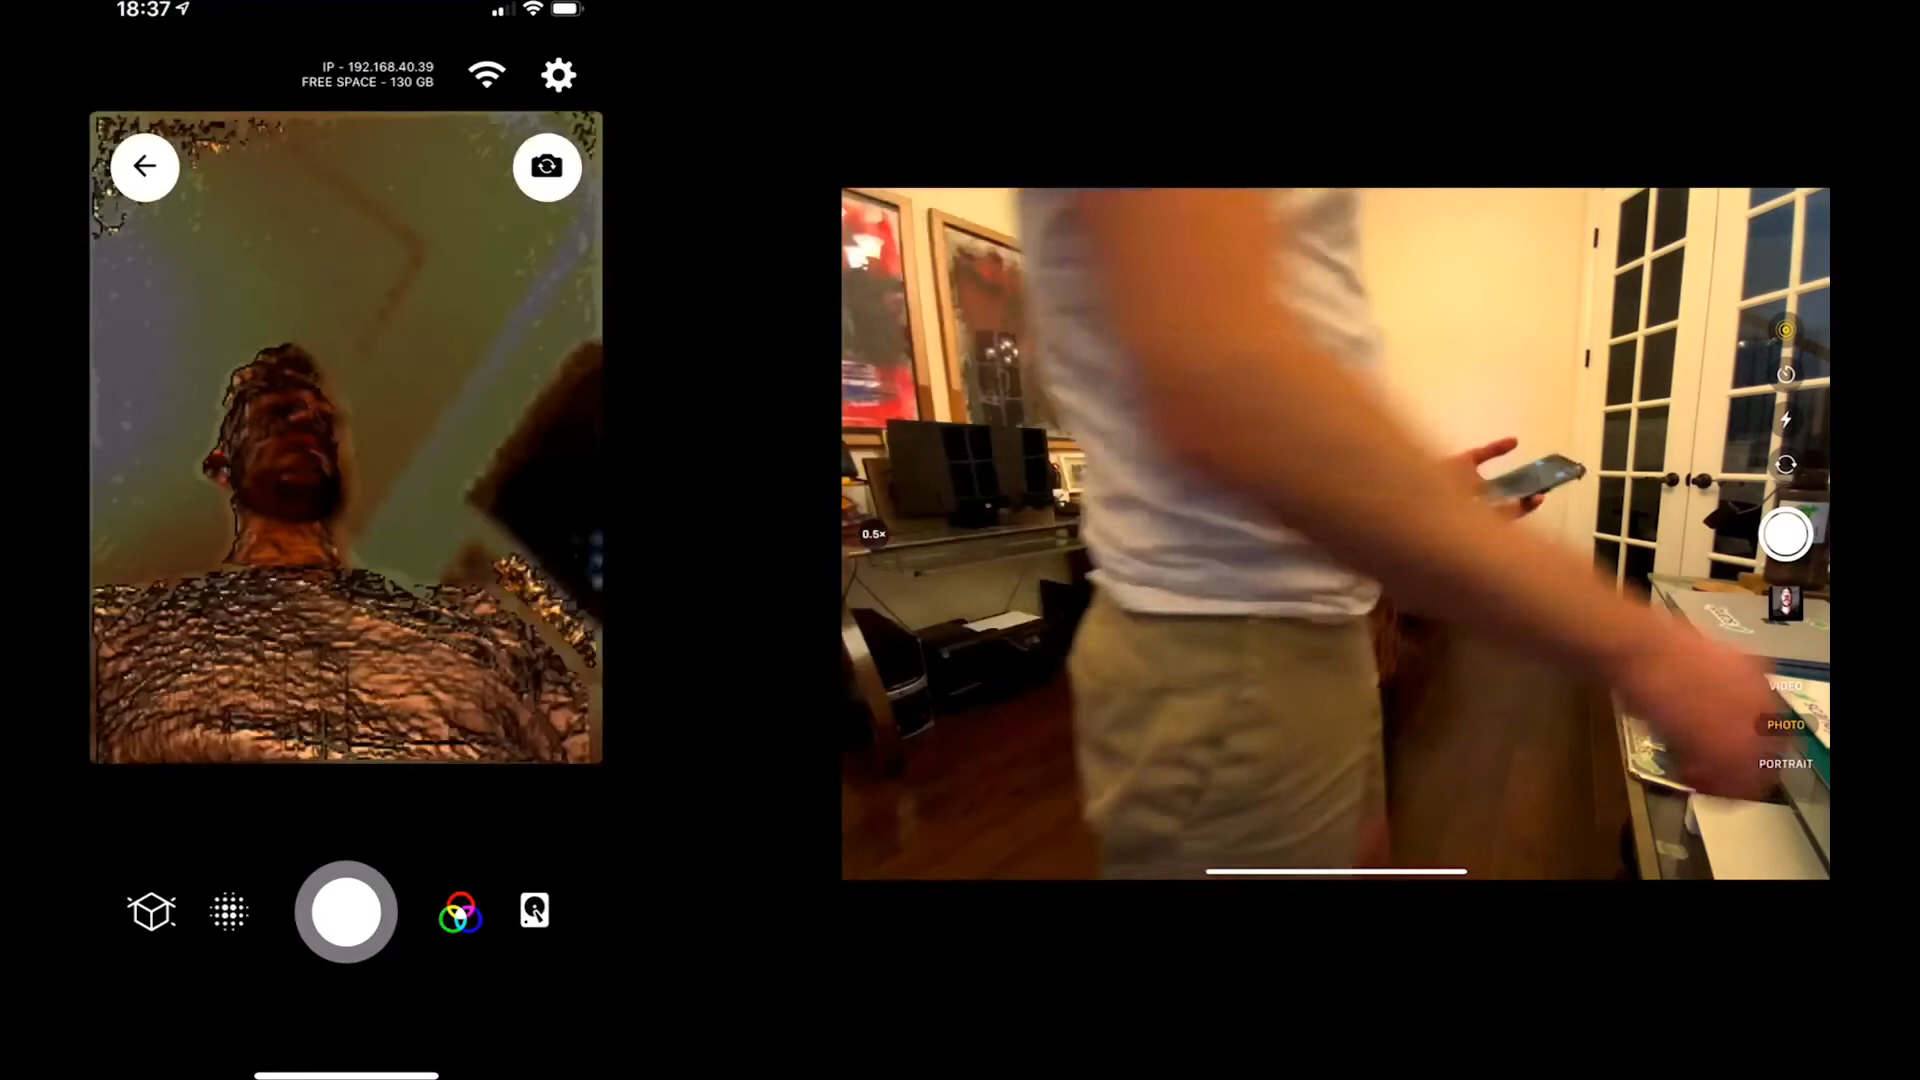 18:37
IP - 192.168.40.39
FREE SPACE - 130 GB
0.5×
VIDEO
PHOTO
PORTRAIT